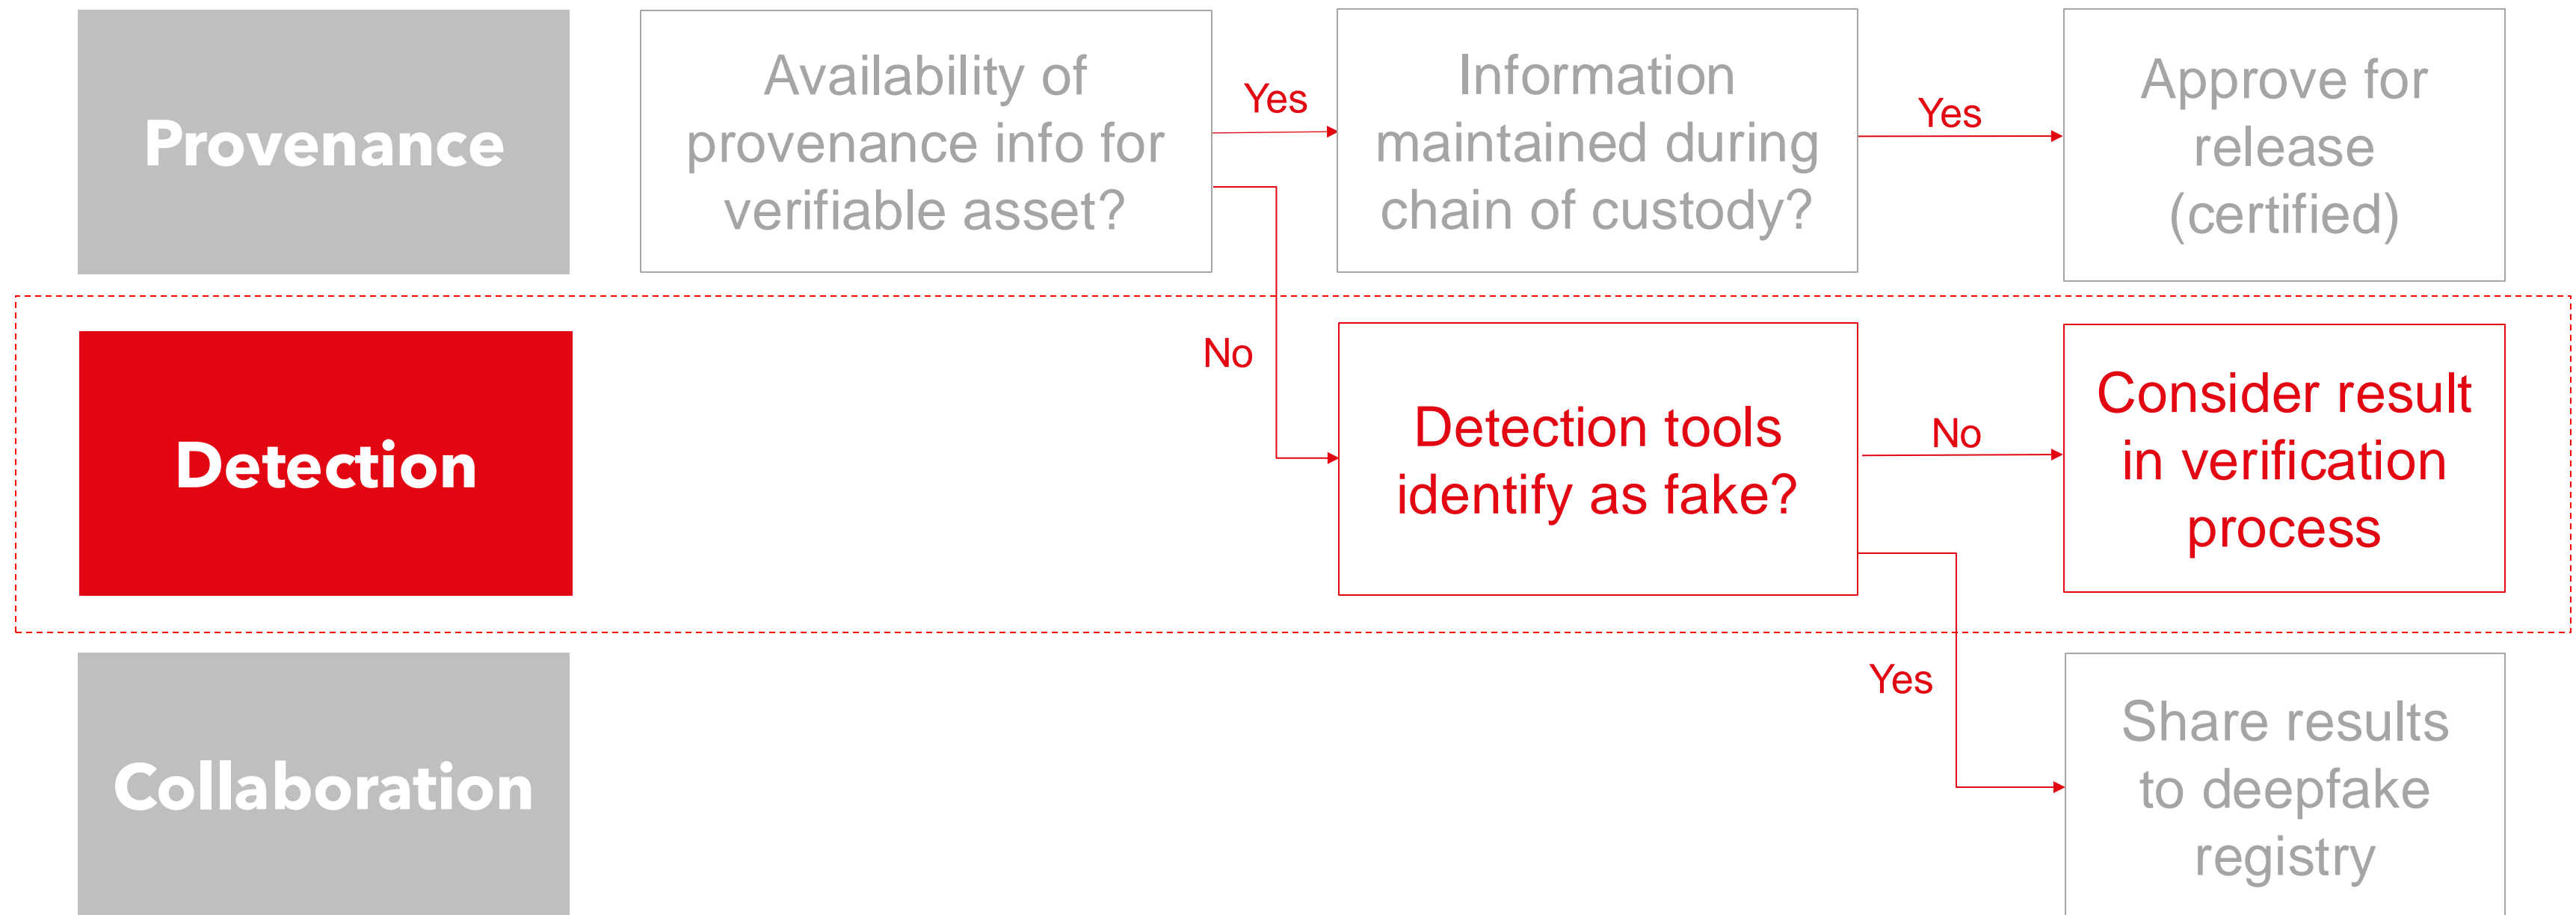 Provenance
Availability of
provenance info for
verifiable asset?
Yes
Information
maintained during
chain of custody?
Yes
Approve for
release
(certified)
Detection
No
Detection tools
identify as fake?
No
Consider result
in verification
process
Collaboration
Yes
Share results
to deepfake
registry